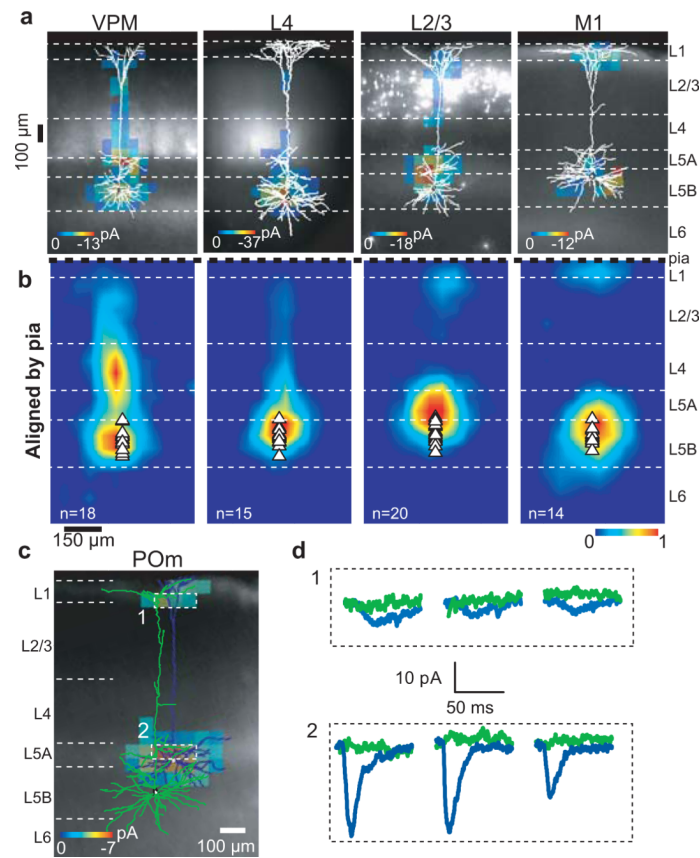 a
VPM L4 L2/3 M1
L1
L2/3
L4
L5A
L5B
L6
100 µm
pA pA pA pA
0 -13 0 -37 0 -18 0 -12
pia
b
Aligned by pia
L1
L2/3
L4
L5A
L5B
L6
n=18 n=15 n=20 n=14
150 µm
0 1
c
POm
L1
L2/3
L4
L5A
L5B
L6
1
2
pA
0 -7
100 µm
d
1
10 pA
50 ms
2